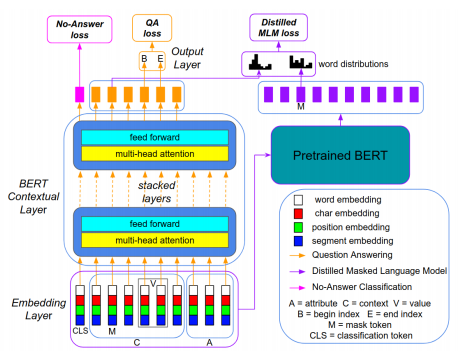 No-Answer loss
QA loss
Distilled MLM loss
Output Layer
B E
word distributions
M
feed forward
multi-head attention
BERT Contextual Layer
stacked layers
Pretrained BERT
feed forward
multi-head attention
word embedding
char embedding
position embedding
segment embedding
Question Answering
Distilled Masked Language Model
No-Answer Classification
A = attribute C = context V = value
B = begin index E = end index
M = mask token
CLS = classification token
Embedding Layer
V
CLS M
C A